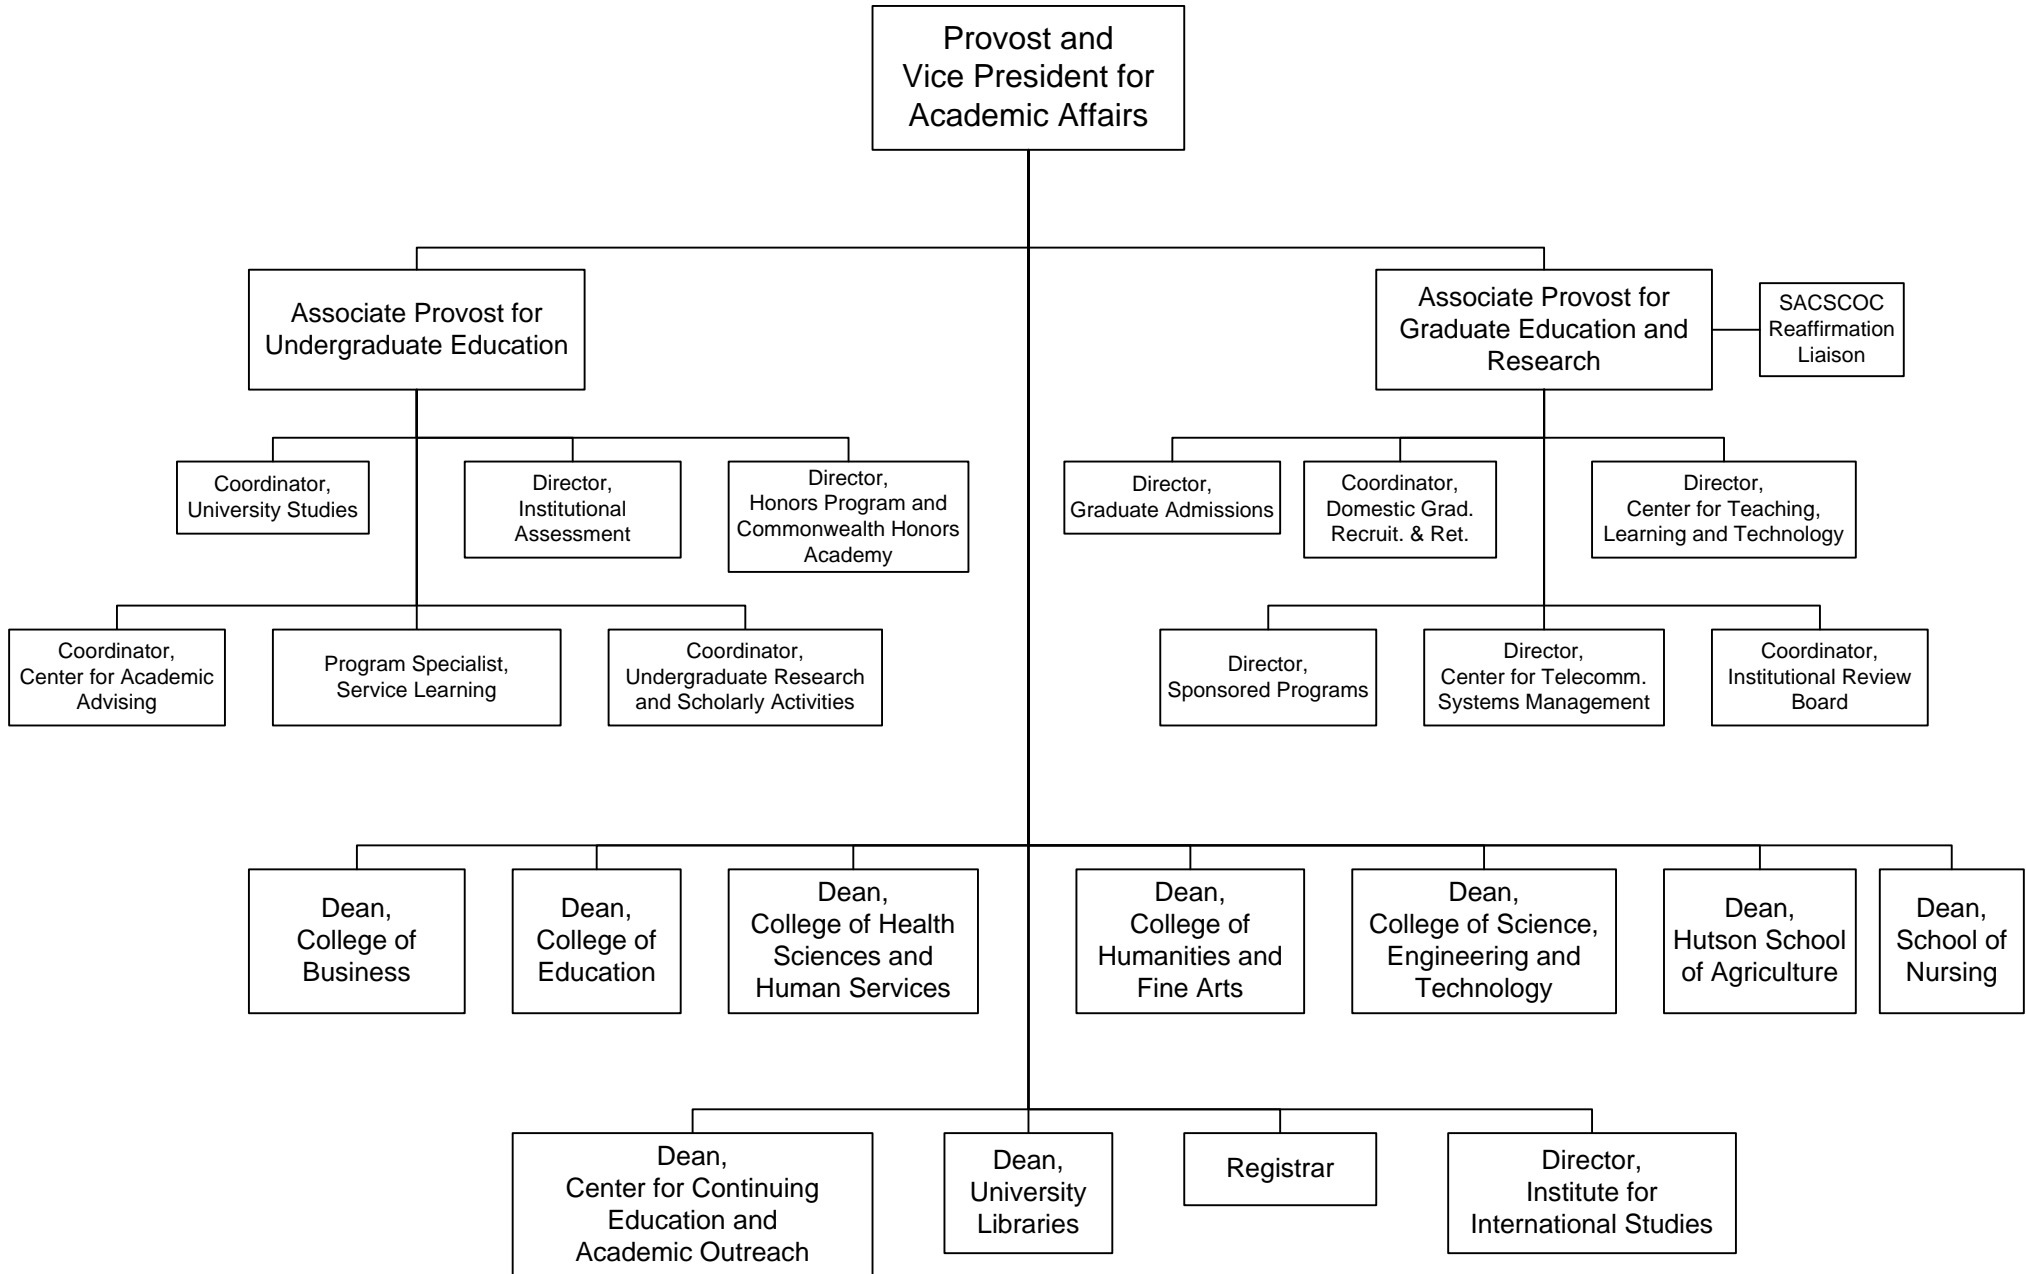 Provost and
Vice President for
Academic Affairs
Associate Provost for
Undergraduate Education
Associate Provost for
Graduate Education and
Research
SACSCOC
Reaffirmation
Liaison
Coordinator,
University Studies
Director,
Institutional
Assessment
Director,
Honors Program and
Commonwealth Honors
Academy
Director,
Graduate Admissions
Coordinator,
Domestic Grad.
Recruit. & Ret.
Director,
Center for Teaching,
Learning and Technology
Coordinator,
Center for Academic
Advising
Program Specialist,
Service Learning
Coordinator,
Undergraduate Research
and Scholarly Activities
Director,
Sponsored Programs
Director,
Center for Telecomm.
Systems Management
Coordinator,
Institutional Review
Board
Dean,
College of
Business
Dean,
College of
Education
Dean,
College of Health
Sciences and
Human Services
Dean,
College of
Humanities and
Fine Arts
Dean,
College of Science,
Engineering and
Technology
Dean,
Hutson School
of Agriculture
Dean,
School of
Nursing
Dean,
Center for Continuing
Education and
Academic Outreach
Dean,
University
Libraries
Registrar
Director,
Institute for
International Studies